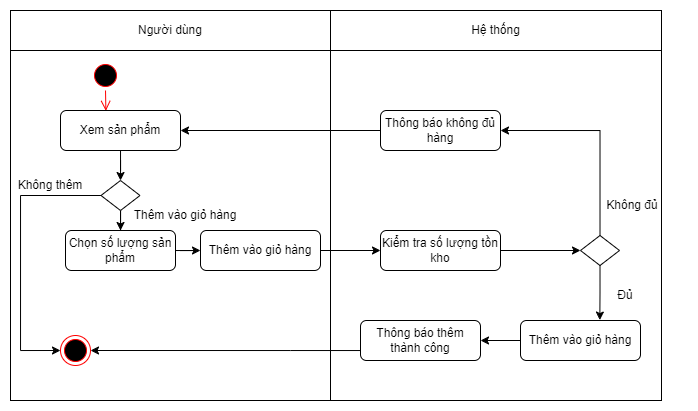 Người dùng
Hệ thống
Xem sản phẩm
Thông báo không đủ
hàng
Không thêm
Thêm vào giỏ hàng
Không đủ
Chọn số lượng sản
phẩm
Thêm vào giỏ hàng
Kiểm tra số lượng tồn
kho
Đủ
Thông báo thêm
thành công
Thêm vào giỏ hàng